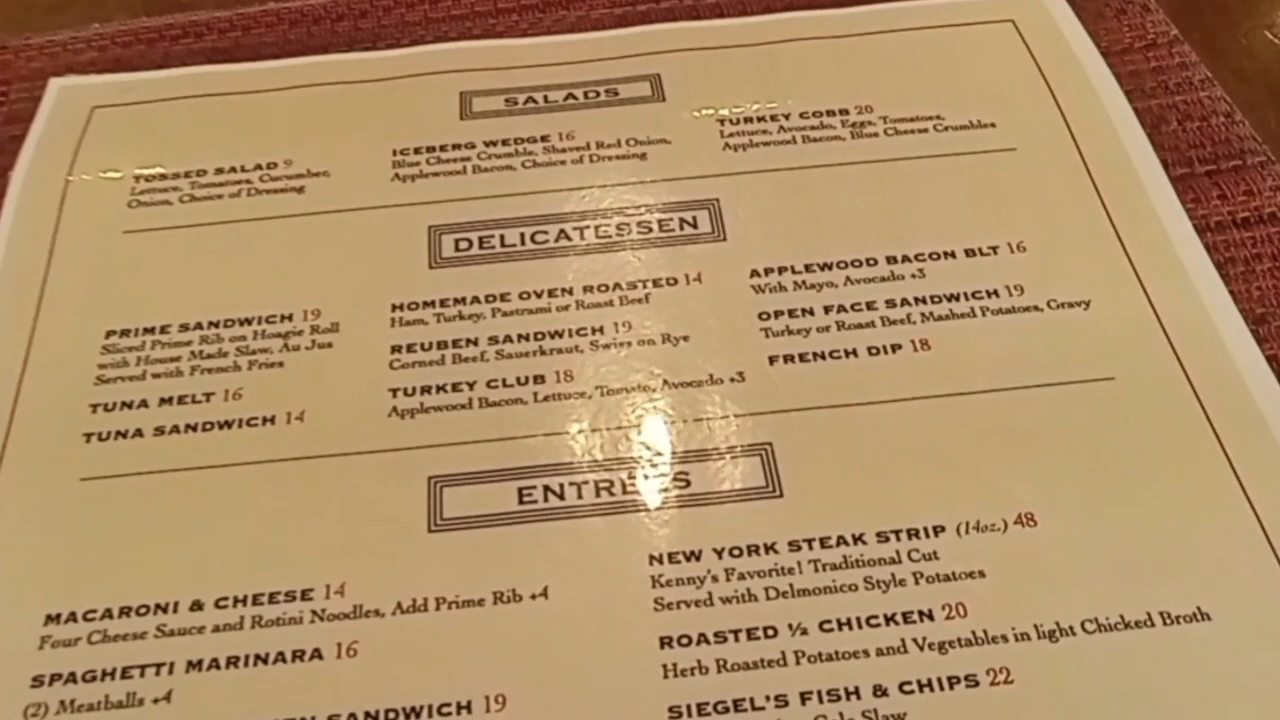 SALADS
TOSSED SALAD 9
Lettuce, Tomatoes, Cucumber,
Onion, Choice of Dressing
ICEBERG WEDGE 16
Blue Cheese Crumble, Shaved Red Onion,
Applewood Bacon, Choice of Dressing
TURKEY COBB 20
Lettuce, Avocado, Eggs, Tomatoes,
Applewood Bacon, Blue Cheese Crumbles
DELICATESSEN
PRIME SANDWICH 19
Sliced Prime Rib on Hoagie Roll
with House Made Slaw, Au Jus
Served with French Fries
TUNA MELT 16
TUNA SANDWICH 14
HOMEMADE OVEN ROASTED 14
Ham, Turkey, Pastrami or Roast Beef
REUBEN SANDWICH 19
Corned Beef, Sauerkraut, Swiss on Rye
TURKEY CLUB 18
Applewood Bacon, Lettuce, Tomato, Avocado +3
APPLEWOOD BACON BLT 16
With Mayo, Avocado +3
OPEN FACE SANDWICH 19
Turkey or Roast Beef, Mashed Potatoes, Gravy
FRENCH DIP 18
ENTRÉES
MACARONI & CHEESE 14
Four Cheese Sauce and Rotini Noodles, Add Prime Rib +4
SPAGHETTI MARINARA 16
(2) Meatballs +4
SANDWICH 19
NEW YORK STEAK STRIP (14oz.) 48
Kenny's Favorite! Traditional Cut
Served with Delmonico Style Potatoes
ROASTED ½ CHICKEN 20
Herb Roasted Potatoes and Vegetables in light Chicked Broth
SIEGEL'S FISH & CHIPS 22
Slaw